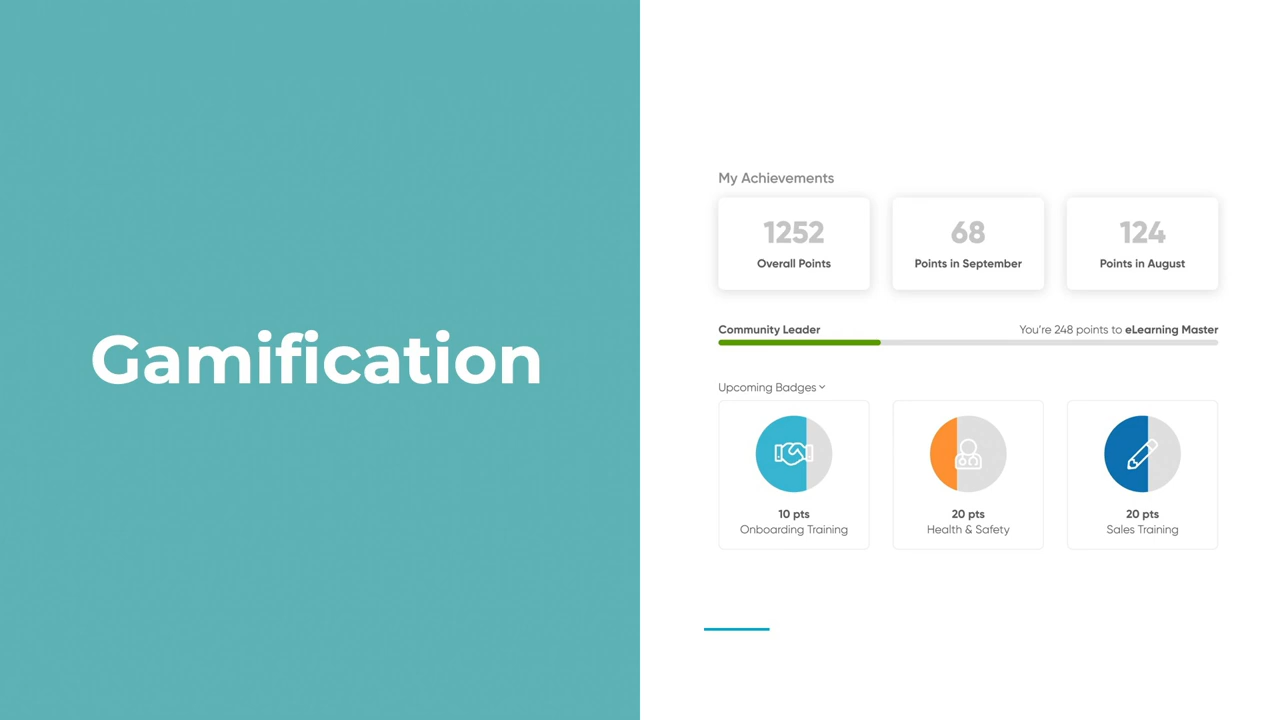 Gamification
My Achievements
1252
Overall Points
68
Points in September
124
Points in August
Community Leader
You're 248 points to eLearning Master
Upcoming Badges
10 pts
Onboarding Training
20 pts
Health & Safety
20 pts
Sales Training